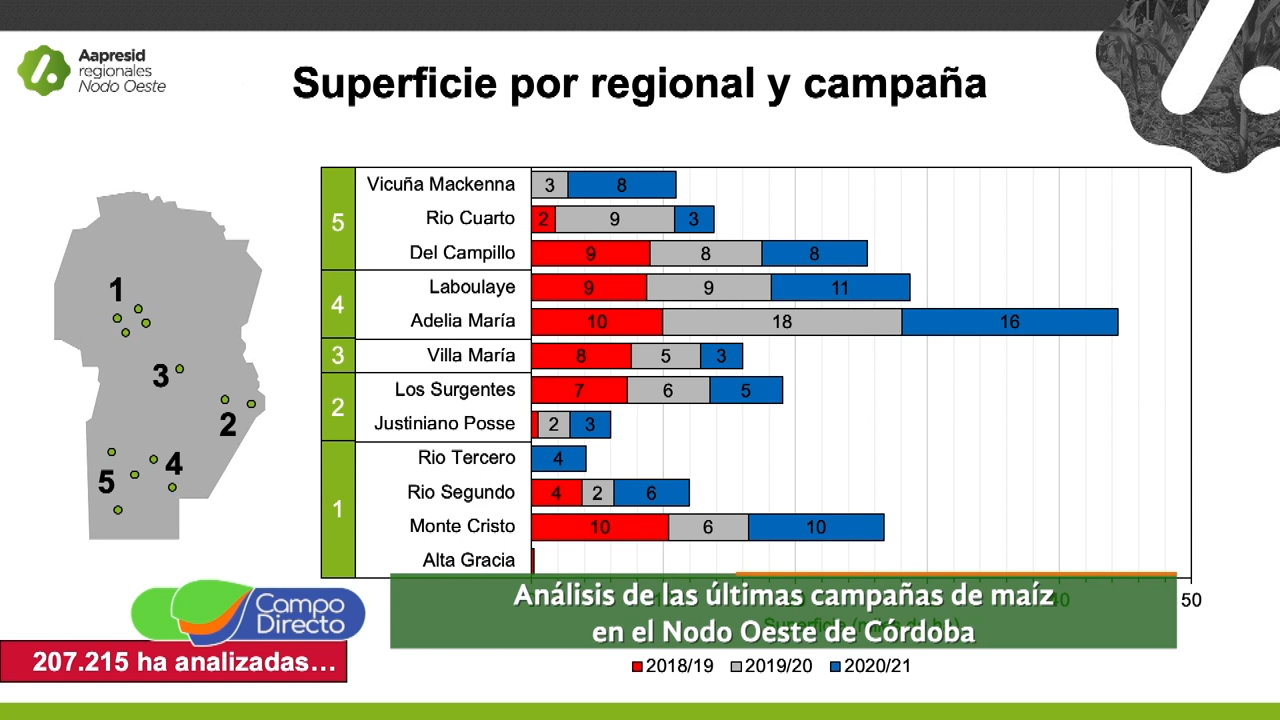 Aapresid
regionales
Nodo Oeste
Superficie por regional y campaña
1
3
2
4
5
5
Vicuña Mackenna 3 8
Rio Cuarto 2 9 3
Del Campillo 9 8 8
4
Laboulaye 9 9 11
Adelia María 10 18 16
3
Villa María 8 5 3
2
Los Surgentes 7 6 5
Justiniano Posse 2 3
1
Rio Tercero 4
Rio Segundo 4 2 6
Monte Cristo 10 6 10
Alta Gracia
50
Campo
Directo
Análisis de las últimas campañas de maíz
en el Nodo Oeste de Córdoba
207.215 ha analizadas...
2018/19 2019/20 2020/21